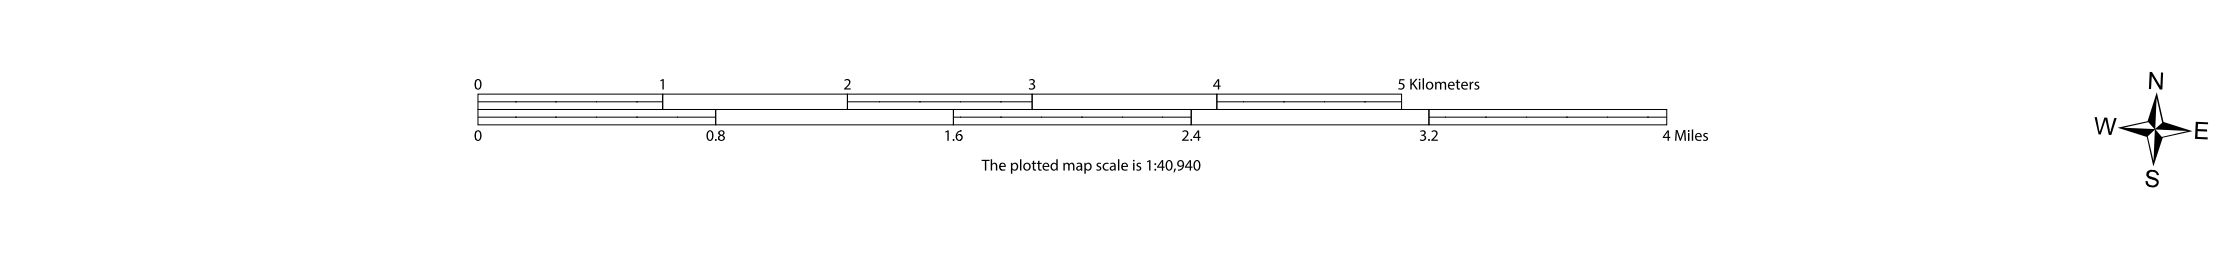 0 1 2 3 4 5 Kilometers
0 0.8 1.6 2.4 3.2 4 Miles
The plotted map scale is 1:40,940
N
W E
S